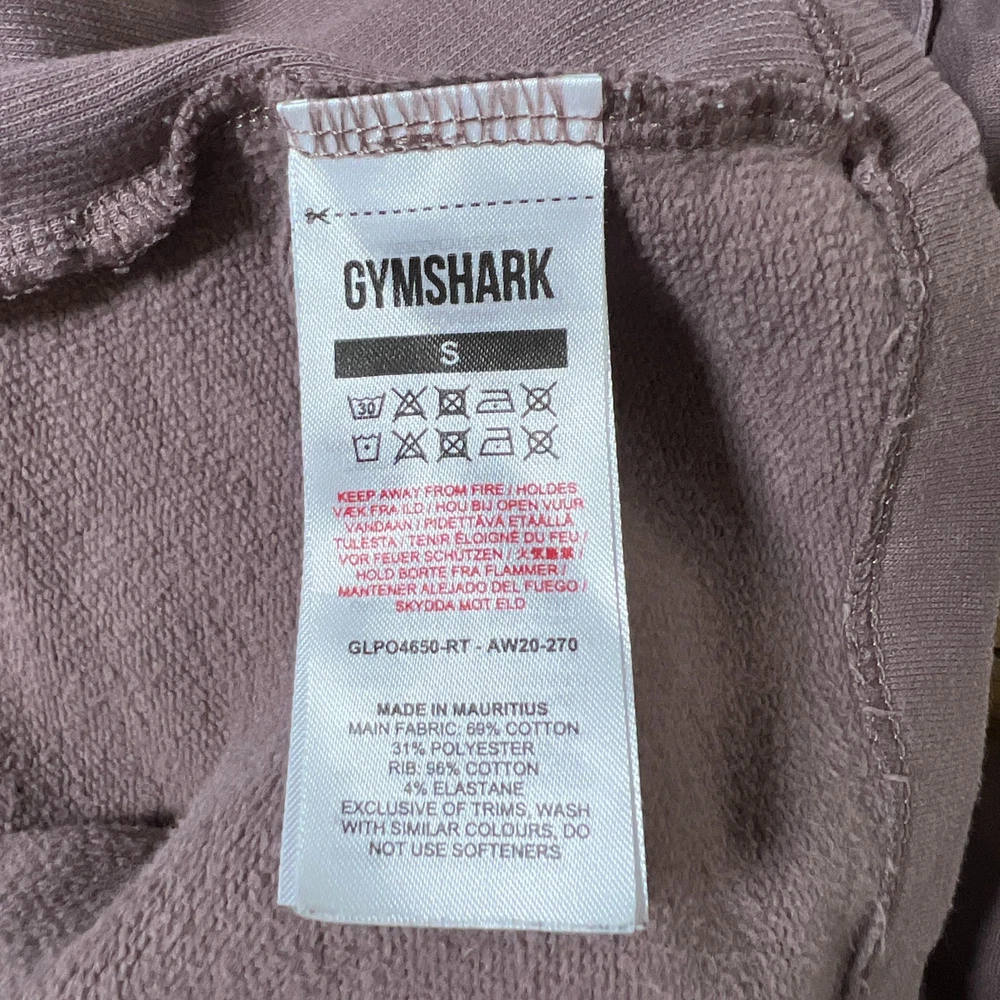 GYMSHARK
S
30
KEEP AWAY FROM FIRE / HOLDES
VÆK FRA ILD / HOU BIJ OPEN VUUR
VANDAAN / PIDETTÄVÄ ETÄÄLLÄ
TULESTA / TENIR ÉLOIGNÉ DU FEU /
VOR FEUER SCHÜTZEN / 火気厳禁 /
HOLD BORTE FRA FLAMMER /
MANTENER ALEJADO DEL FUEGO /
SKYDDA MOT ELD
GLPO4650-RT - AW20-270
MADE IN MAURITIUS
MAIN FABRIC: 69% COTTON
31% POLYESTER
RIB: 96% COTTON
4% ELASTANE
EXCLUSIVE OF TRIMS, WASH
WITH SIMILAR COLOURS, DO
NOT USE SOFTENERS